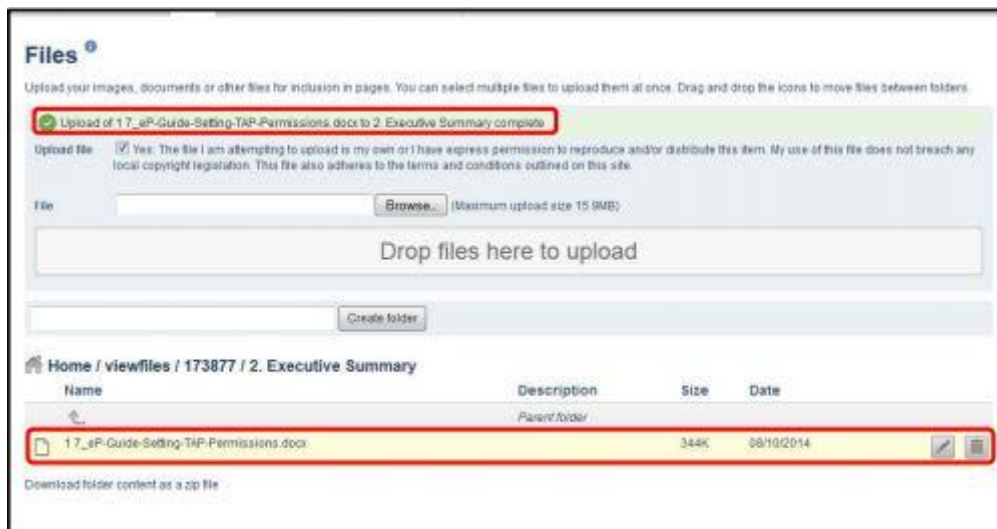 Files
Upload your images, documents or other files for inclusion in pages. You can select multiple files to upload them at once. Drag and drop the icons to move files between folders.
Upload of 1 7_eP-Guide-Setting-TAP-Permissions.docx to 2. Executive Summary complete
Upload file Yes: The file I am attempting to upload is my own or I have express permission to reproduce and/or distribute this item. My use of this file does not breach any
local copyright legislation. This file also adheres to the terms and conditions outlined on this site.
File Browse.. (Maximum upload size 15.9MB)
Drop files here to upload
Create folder
Home / viewfiles / 173877 / 2. Executive Summary
Name Description Size Date
Parent folder
1 7_eP-Guide-Setting-TAP-Permissions.docx 344K 08/10/2014
Download folder content as a zip file